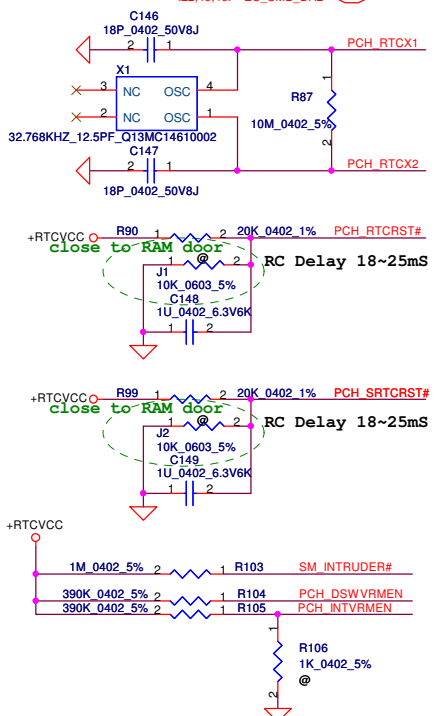 C146
18P_0402_50V8J
2 1 PCH_RTCX1
X1
3 NC OSC 4
2 NC OSC 1
1
R87
10M_0402_5%
2
32.768KHZ_12.5PF_Q13MC14610002
C147
2 1 PCH_RTCX2
18P_0402_50V8J
+RTCVCC R90 1 2 20K_0402_1% PCH_RTCRST#
close to RAM door
1 @ 2 RC Delay 18~25mS
J1
10K_0603_5%
C148
1U_0402_6.3V6K
1 2
+RTCVCC R99 1 2 20K_0402_1% PCH_SRTCRST#
close to RAM door
1 @ 2 RC Delay 18~25mS
J2
10K_0603_5%
C149
1U_0402_6.3V6K
1 2
+RTCVCC
1M_0402_5% 2 1 R103 SM_INTRUDER#
390K_0402_5% 2 1 R104 PCH_DSWVRMEN
390K_0402_5% 2 1 R105 PCH_INTVRMEN
1
R106
1K_0402_5%
@
2